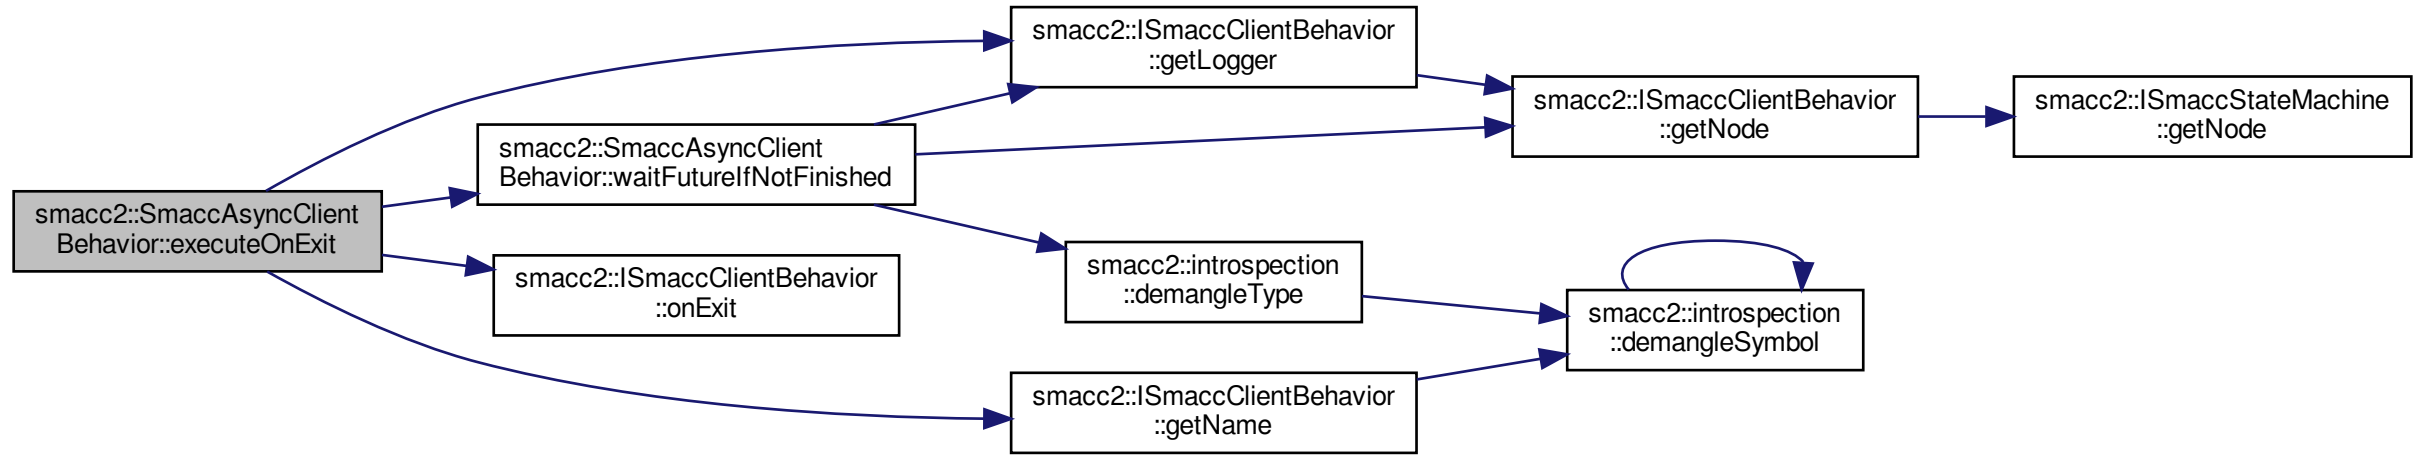 smacc2::SmaccAsyncClient
Behavior::executeOnExit
smacc2::ISmaccClientBehavior
::getLogger
smacc2::SmaccAsyncClient
Behavior::waitFutureIfNotFinished
smacc2::ISmaccClientBehavior
::onExit
smacc2::introspection
::demangleType
smacc2::ISmaccClientBehavior
::getName
smacc2::ISmaccClientBehavior
::getNode
smacc2::introspection
::demangleSymbol
smacc2::ISmaccStateMachine
::getNode